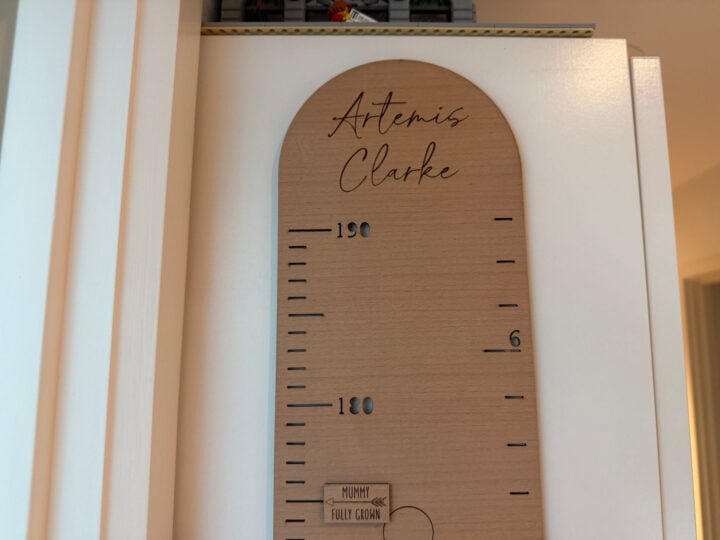 Artemis
Clarke
190
6
180
MUMMY
FULLY GROWN